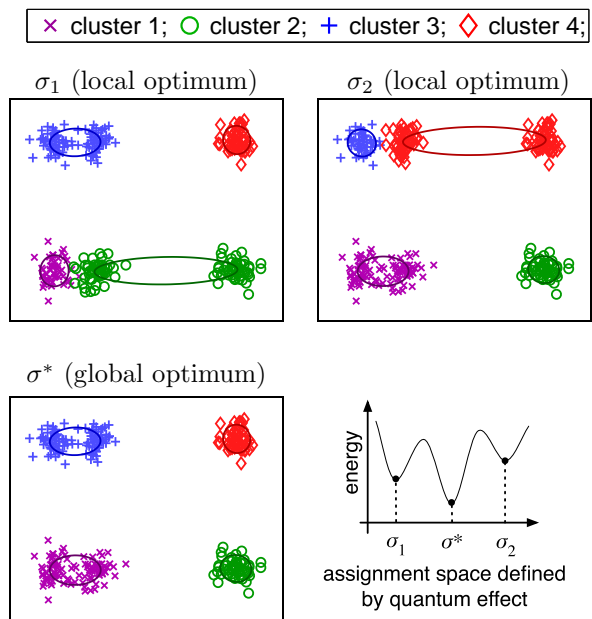 cluster 1; cluster 2; cluster 3; cluster 4;
σ1 (local optimum)
σ2 (local optimum)
σ* (global optimum)
energy
σ1 σ* σ2
assignment space defined
by quantum effect